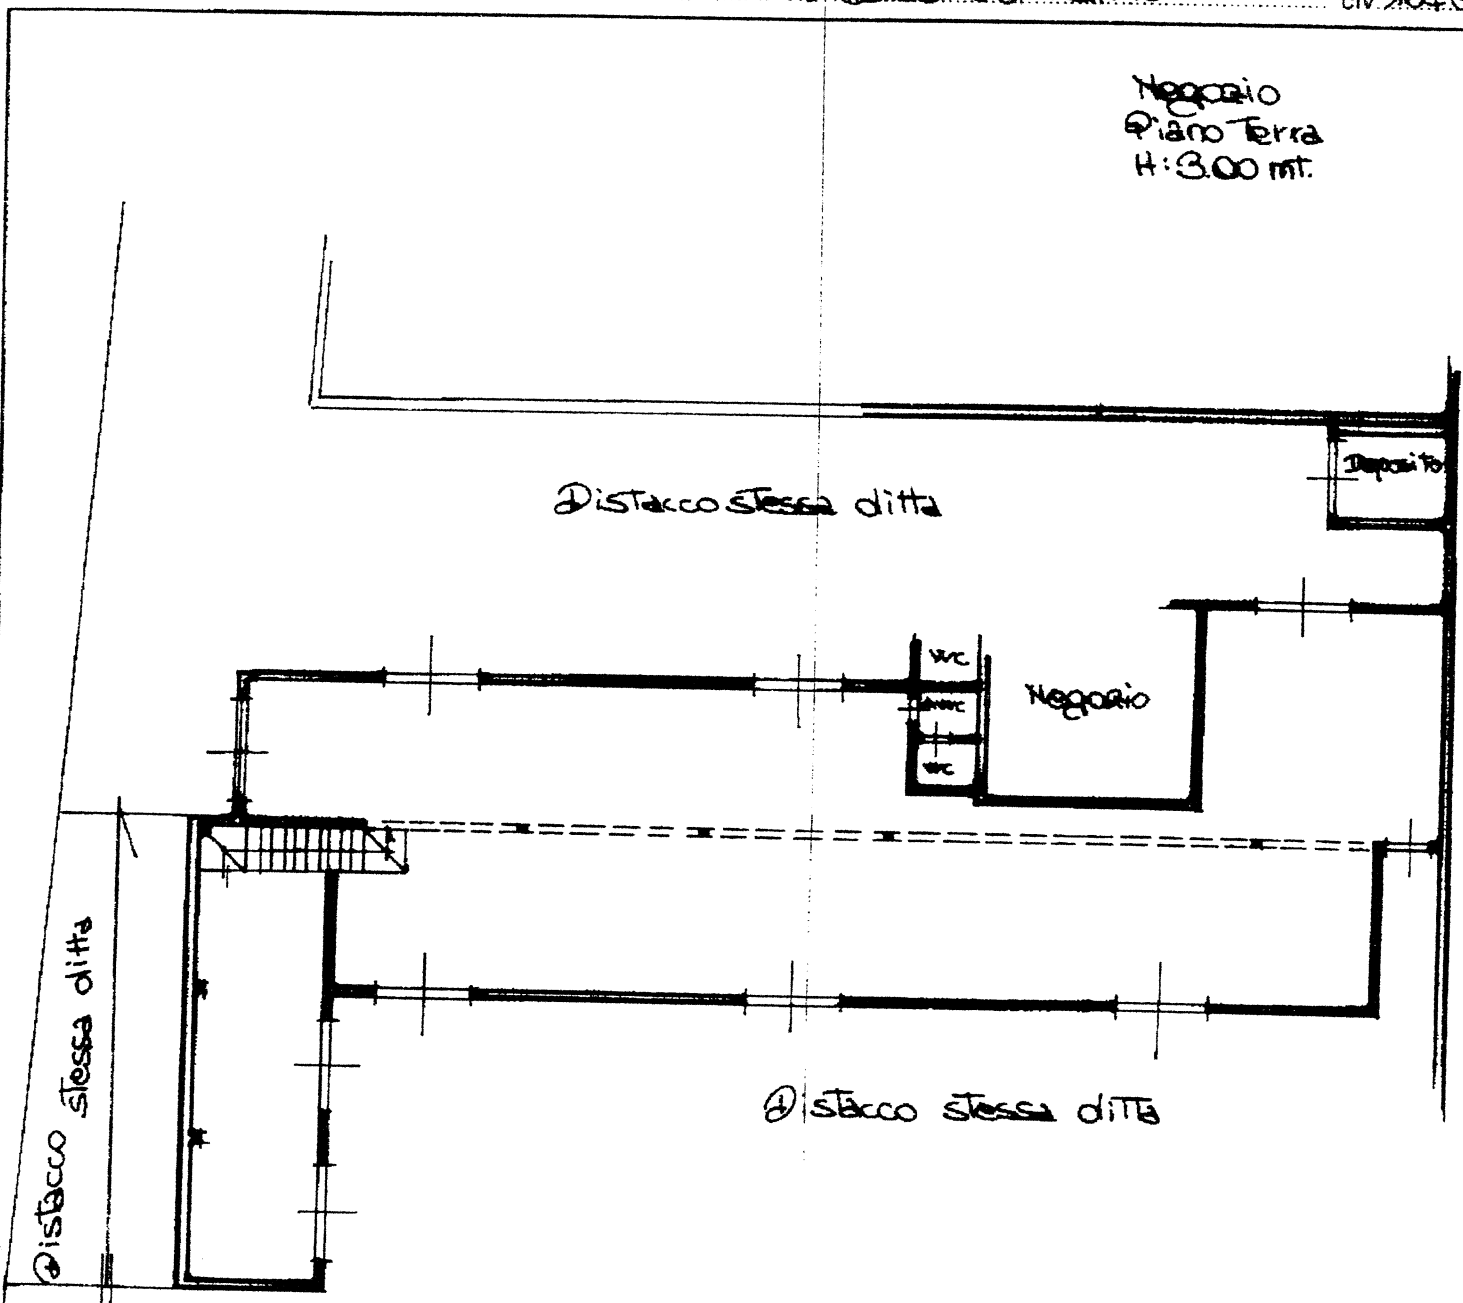 Negozio
Piano Terra
H: 3.00 mt.
Deposito
Distacco stessa ditta
WC
Negozio
AWC
WC
Distacco stessa ditta
Distacco stessa ditta